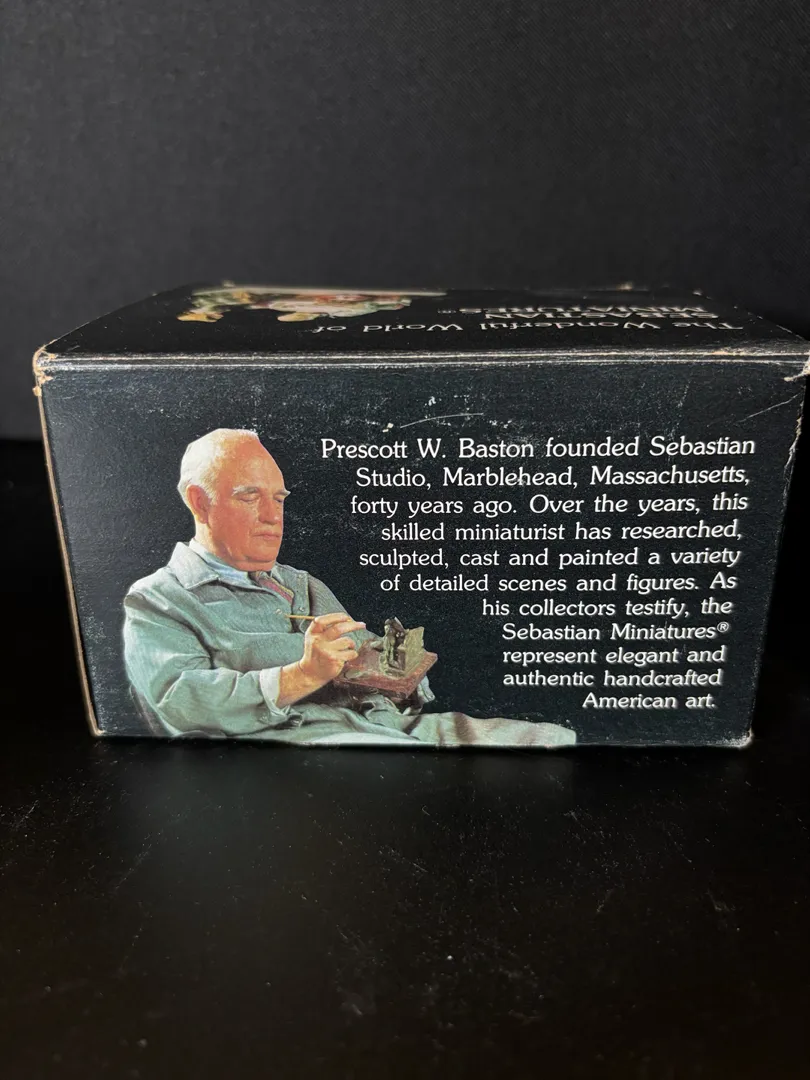 The Wonderful World of
SEBASTIAN
MINIATURES®
Prescott W. Baston founded Sebastian
Studio, Marblehead, Massachusetts,
forty years ago. Over the years, this
skilled miniaturist has researched,
sculpted, cast and painted a variety
of detailed scenes and figures. As
his collectors testify, the
Sebastian Miniatures®
represent elegant and
authentic handcrafted
American art.